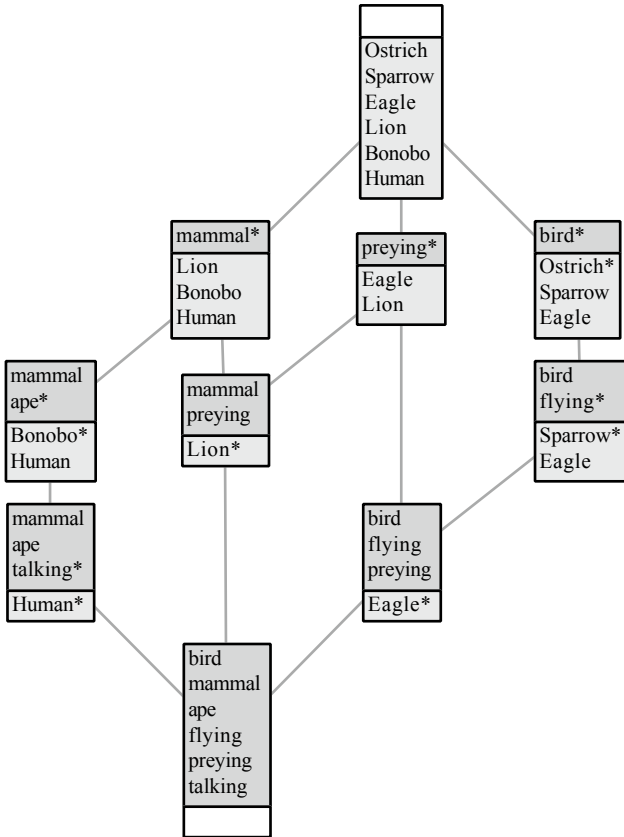 Ostrich
Sparrow
Eagle
Lion
Bonobo
Human
mammal*
Lion
Bonobo
Human
preying*
Eagle
Lion
bird*
Ostrich*
Sparrow
Eagle
mammal
ape*
Bonobo*
Human
mammal
preying
Lion*
bird
flying*
Sparrow*
Eagle
mammal
ape
talking*
Human*
bird
flying
preying
Eagle*
bird
mammal
ape
flying
preying
talking